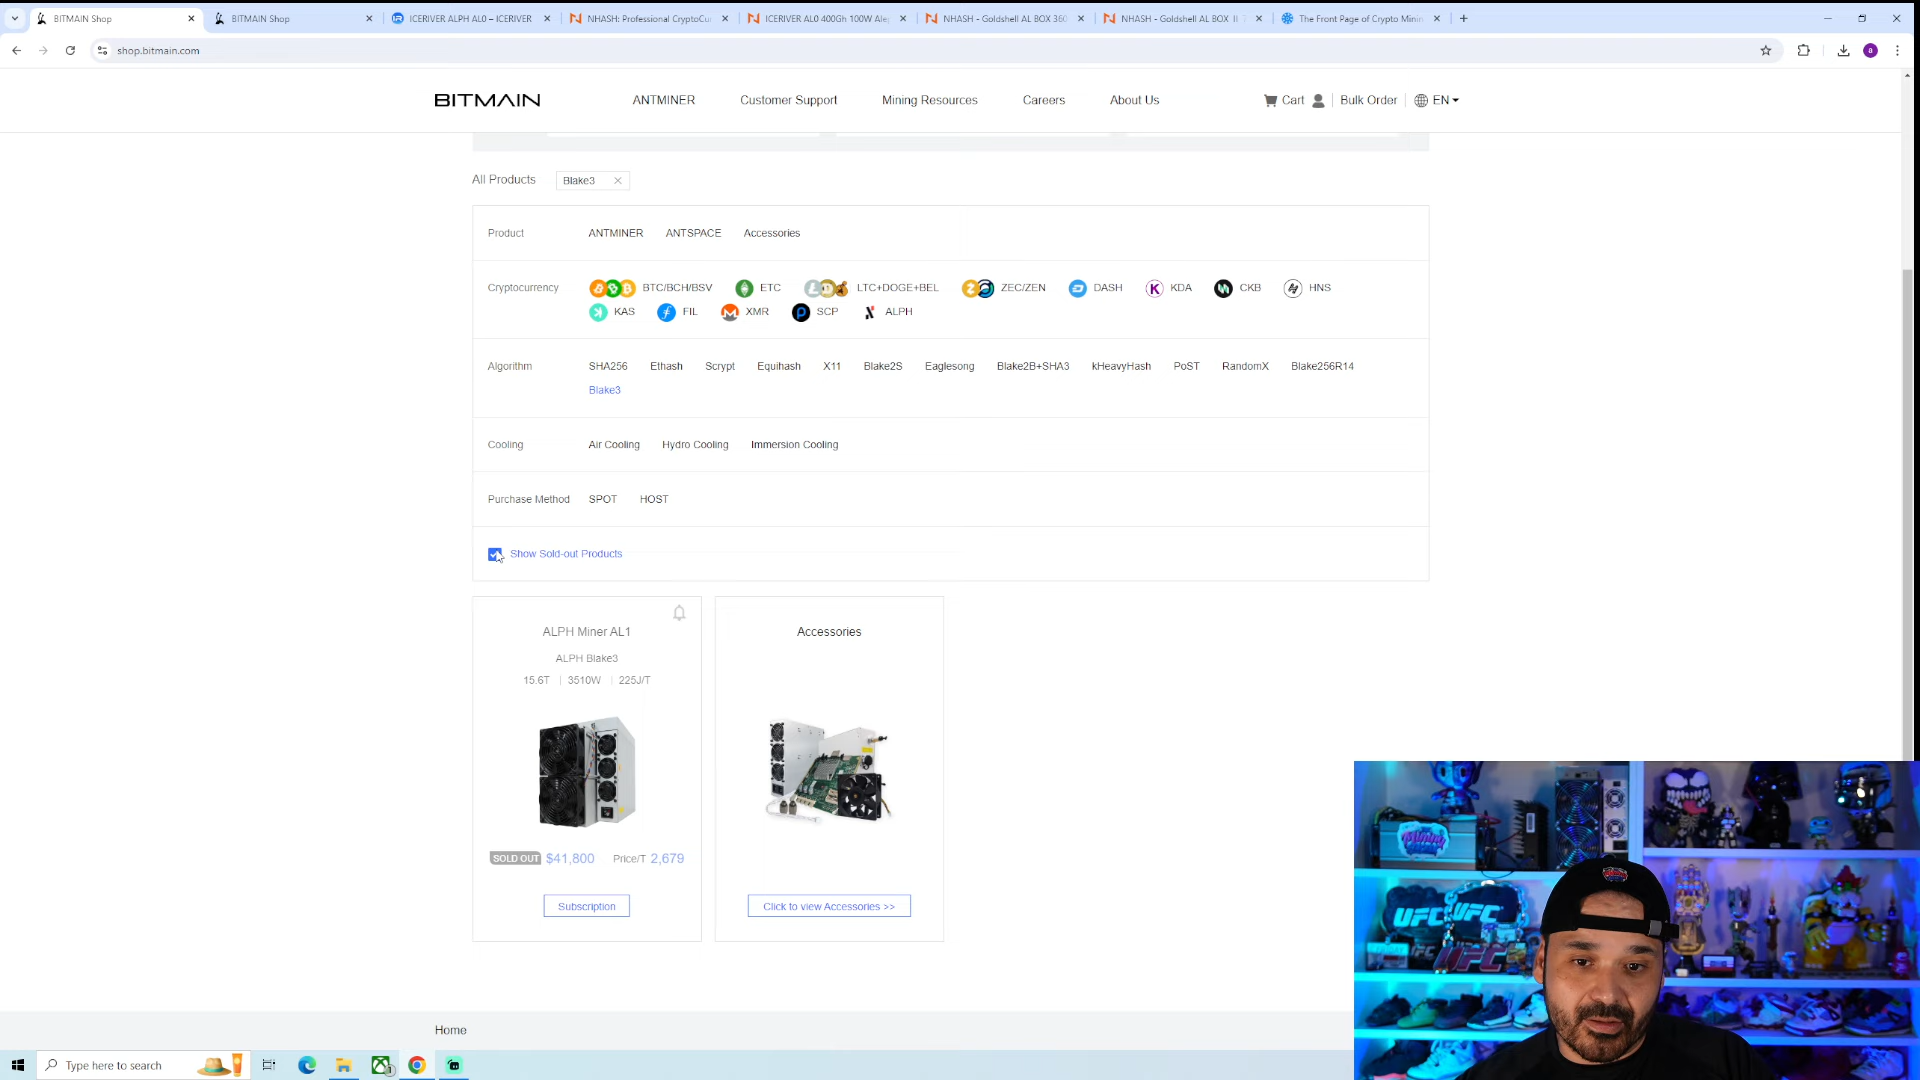 BITMAIN Shop
BITMAIN Shop
ICERIVER ALPH AL0 – ICERIVER
NHASH: Professional CryptoCu
ICERIVER AL0 400Gh 100W Alep
NHASH - Goldshell AL BOX 360
NHASH - Goldshell AL BOX II 7
The Front Page of Crypto Minin
shop.bitmain.com
a
BITMAIN
ANTMINER
Customer Support
Mining Resources
Careers
About Us
Cart
Bulk Order
EN
All Products
Blake3
Product
ANTMINER
ANTSPACE
Accessories
Cryptocurrency
BTC/BCH/BSV
ETC
LTC+DOGE+BEL
ZEC/ZEN
DASH
KDA
CKB
HNS
KAS
FIL
XMR
SCP
ALPH
Algorithm
SHA256
Ethash
Scrypt
Equihash
X11
Blake2S
Eaglesong
Blake2B+SHA3
kHeavyHash
PoST
RandomX
Blake256R14
Blake3
Cooling
Air Cooling
Hydro Cooling
Immersion Cooling
Purchase Method
SPOT
HOST
Show Sold-out Products
ALPH Miner AL1
ALPH Blake3
15.6T | 3510W | 225J/T
SOLD OUT $41,800 Price/T 2,679
Subscription
Accessories
Click to view Accessories >>
Home
Type here to search
UFC
UFC
UFC